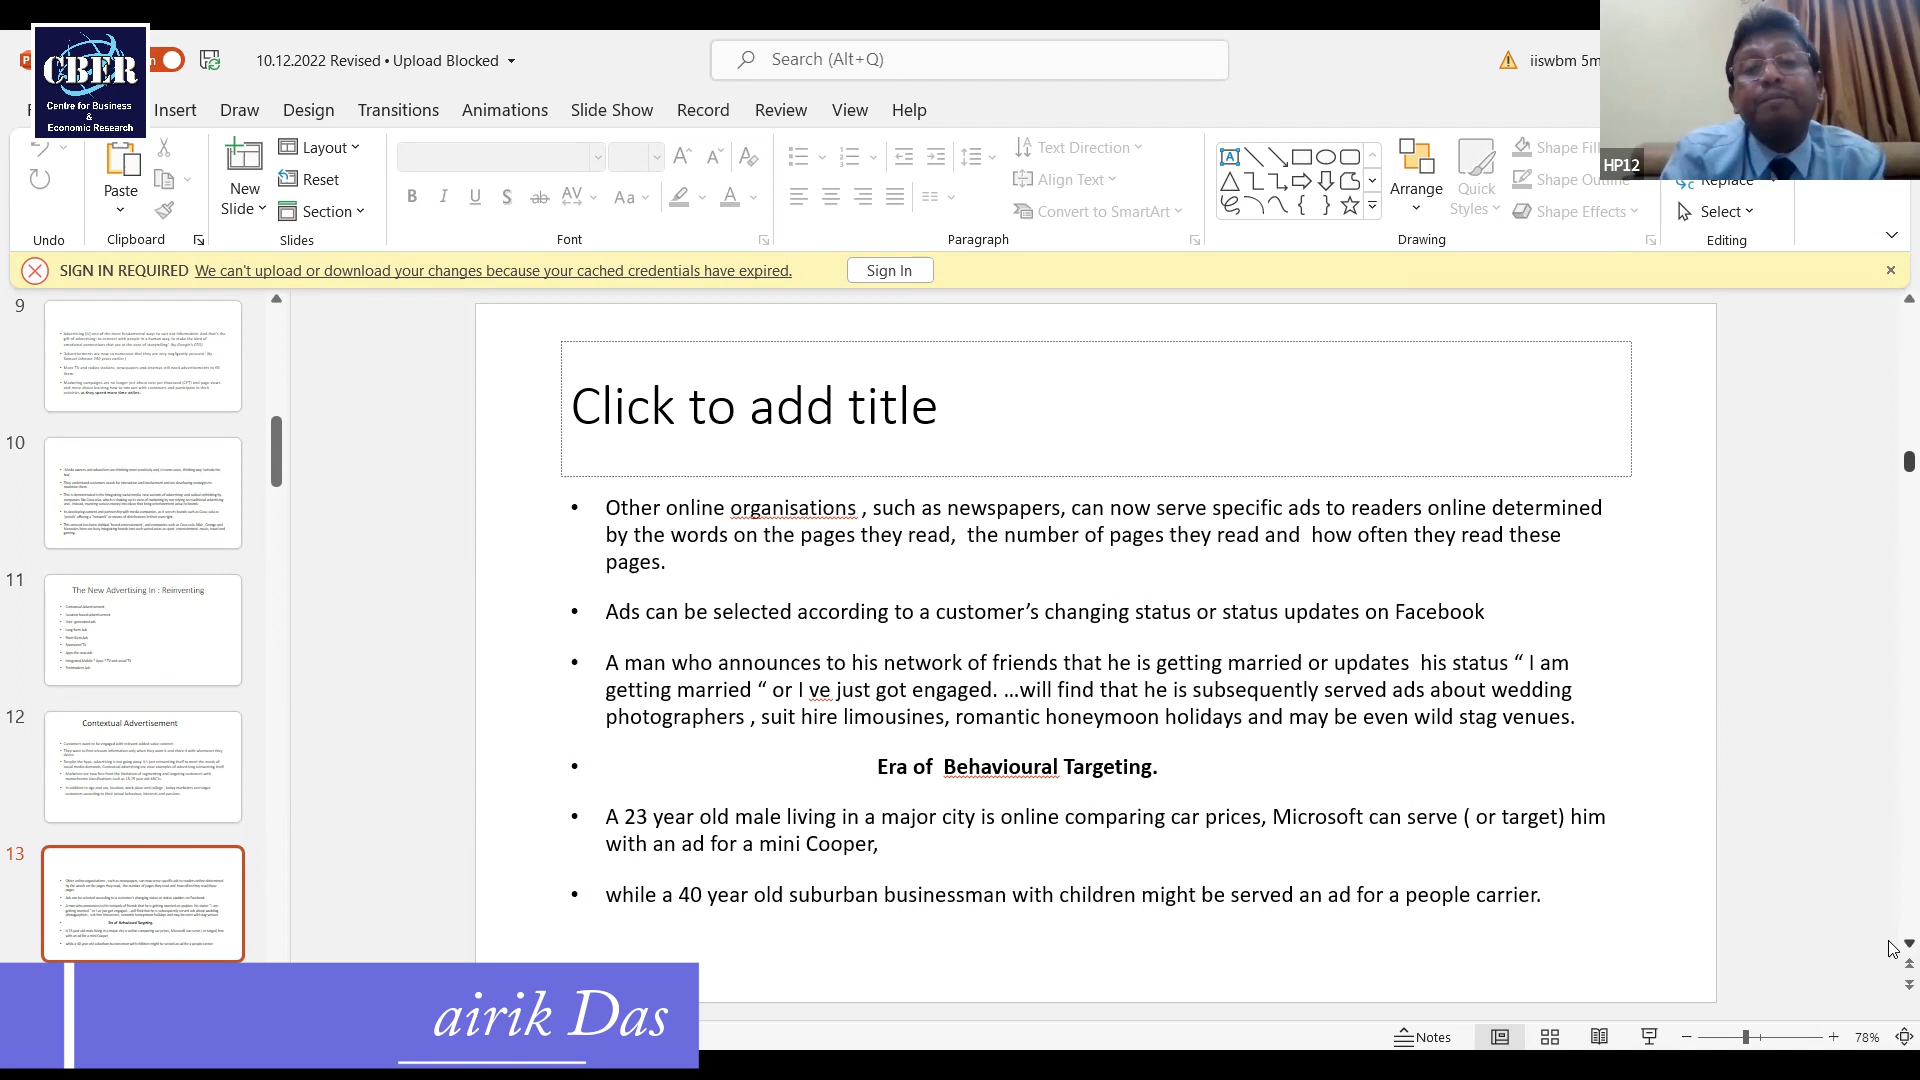 CBER
Centre for Business
&
Economic Research
10.12.2022 Revised • Upload Blocked
Search (Alt+Q)
iiswbm 5m
HP12
Insert Draw Design Transitions Animations Slide Show Record Review View Help
Undo
Paste
Clipboard
New
Slide
Layout
Reset
Section
Slides
Font
Text Direction
Align Text
Convert to SmartArt
Paragraph
Arrange
Quick
Styles
Shape Fill
Shape Outline
Shape Effects
Drawing
Replace
Select
Editing
SIGN IN REQUIRED We can't upload or download your changes because your cached credentials have expired. Sign In
9
10
11
The New Advertising In : Reinventing
12
Contextual Advertisement
13
Click to add title
• Other online organisations , such as newspapers, can now serve specific ads to readers online determined
by the words on the pages they read, the number of pages they read and how often they read these
pages.
• Ads can be selected according to a customer’s changing status or status updates on Facebook
• A man who announces to his network of friends that he is getting married or updates his status “ I am
getting married “ or I ve just got engaged. …will find that he is subsequently served ads about wedding
photographers , suit hire limousines, romantic honeymoon holidays and may be even wild stag venues.
• Era of Behavioural Targeting.
• A 23 year old male living in a major city is online comparing car prices, Microsoft can serve ( or target) him
with an ad for a mini Cooper,
• while a 40 year old suburban businessman with children might be served an ad for a people carrier.
airik Das
Notes
78%